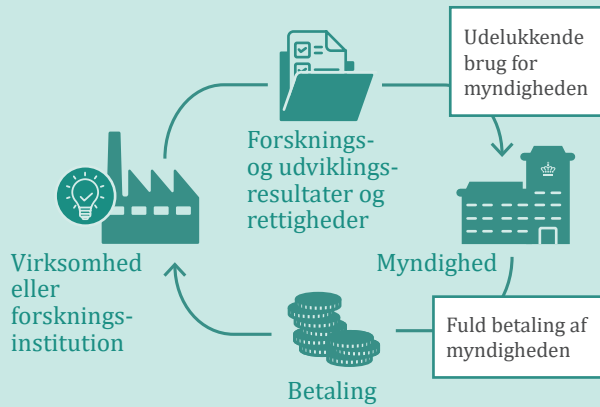 Udelukkende
brug for
myndigheden
Forsknings-
og udviklings-
resultater og
rettigheder
Virksomhed
eller
forsknings-
institution
Myndighed
Fuld betaling af
myndigheden
Betaling